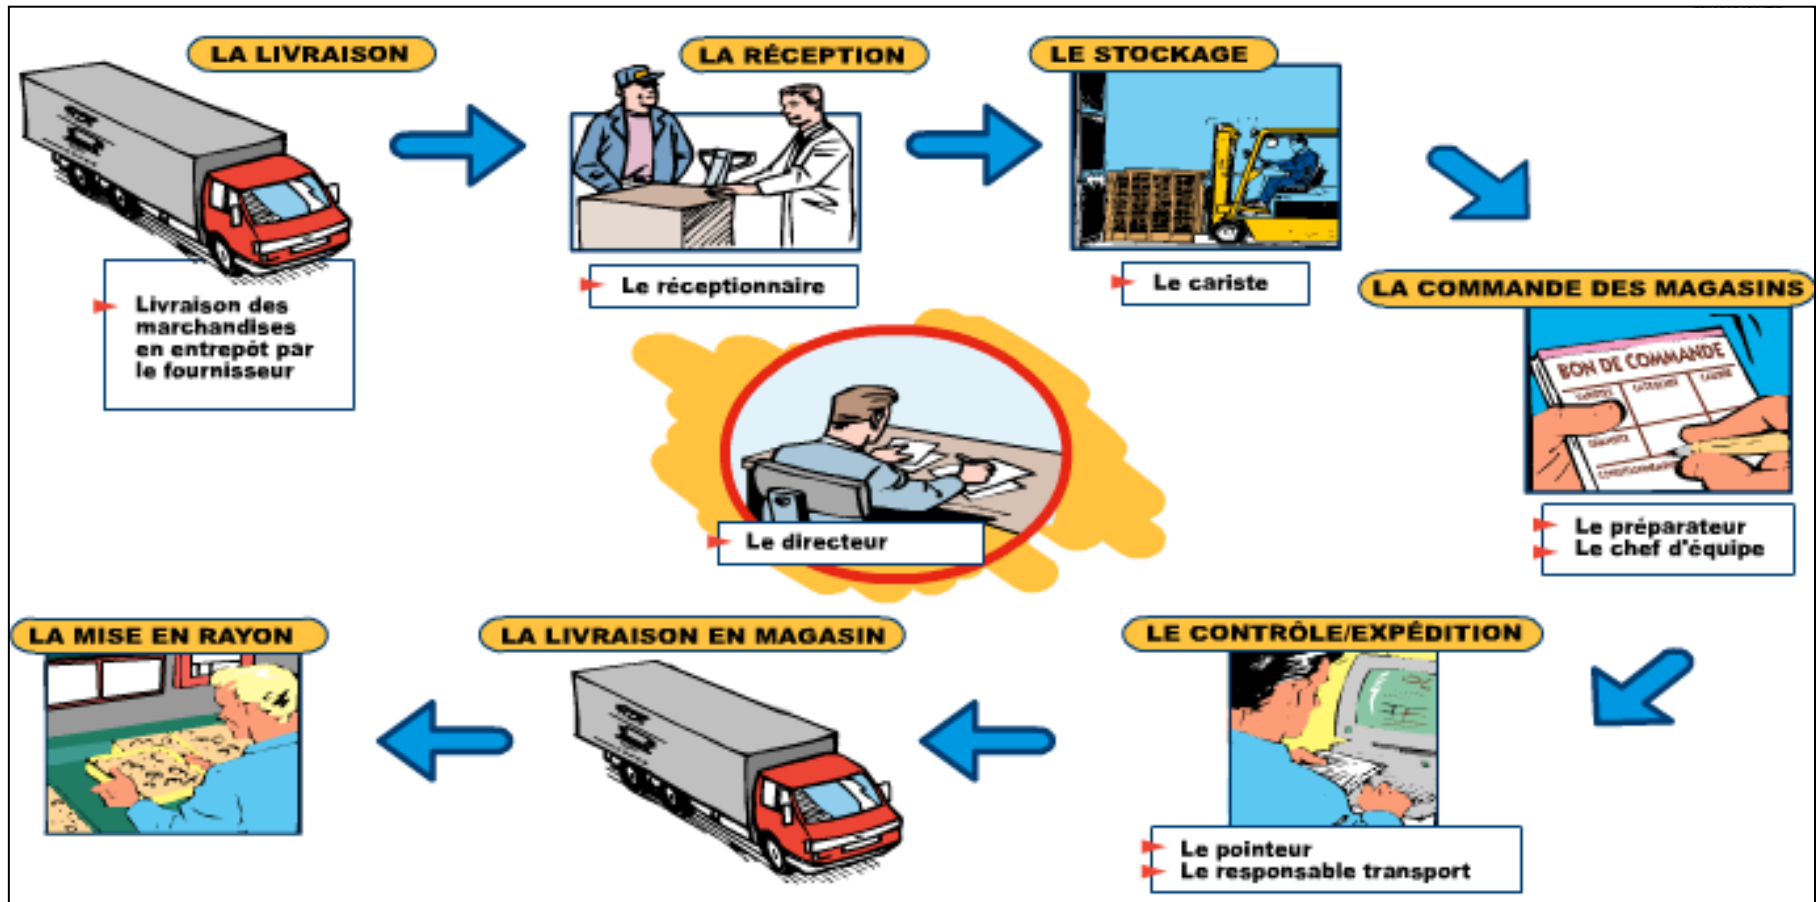 LA LIVRAISON
LA RÉCEPTION
LE STOCKAGE
Livraison des
marchandises
en entrepôt par
le fournisseur
Le réceptionnaire
Le cariste
LA COMMANDE DES MAGASINS
BON DE COMMANDE
Le préparateur
Le chef d'équipe
Le directeur
LA MISE EN RAYON
LA LIVRAISON EN MAGASIN
LE CONTRÔLE/EXPÉDITION
Le pointeur
Le responsable transport